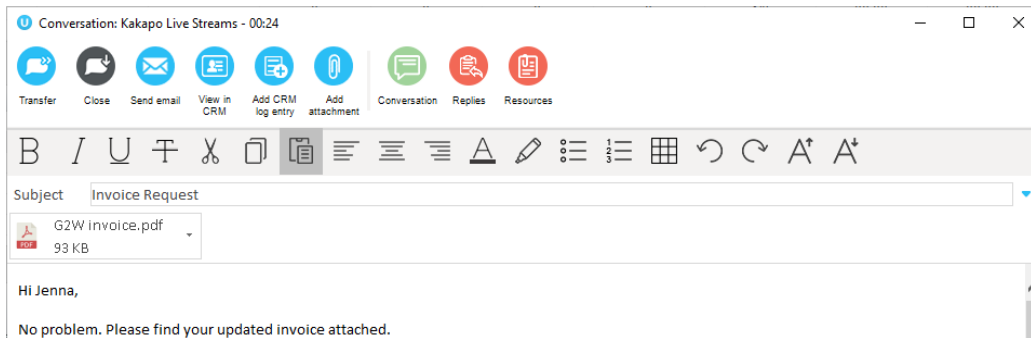 Conversation: Kakapo Live Streams - 00:24
Transfer
Close
Send email
View in CRM
Add CRM log entry
Add attachment
Conversation
Replies
Resources
Subject
Invoice Request
G2W invoice.pdf
PDF
93 KB
Hi Jenna,
No problem. Please find your updated invoice attached.